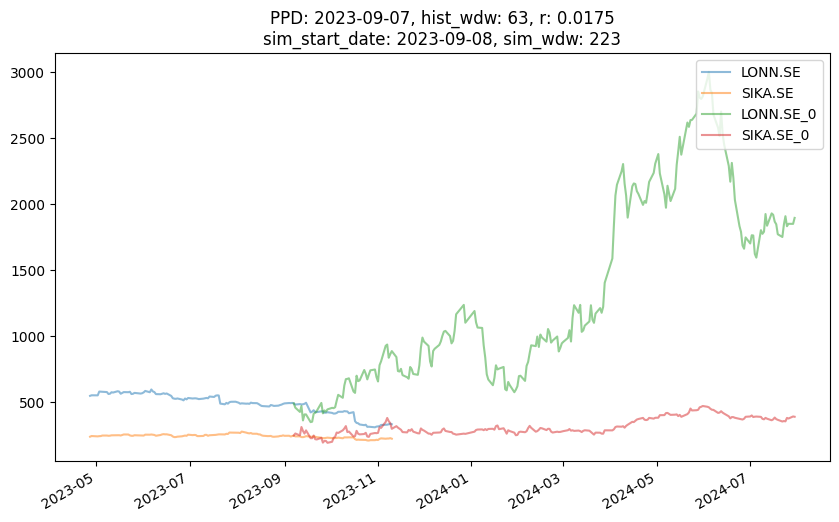 PPD: 2023-09-07, hist_wdw: 63, r: 0.0175
sim_start_date: 2023-09-08, sim_wdw: 223
3000
2500
2000
1500
1000
500
LONN.SE
SIKA.SE
LONN.SE_0
SIKA.SE_0
2023-05
2023-07
2023-09
2023-11
2024-01
2024-03
2024-05
2024-07